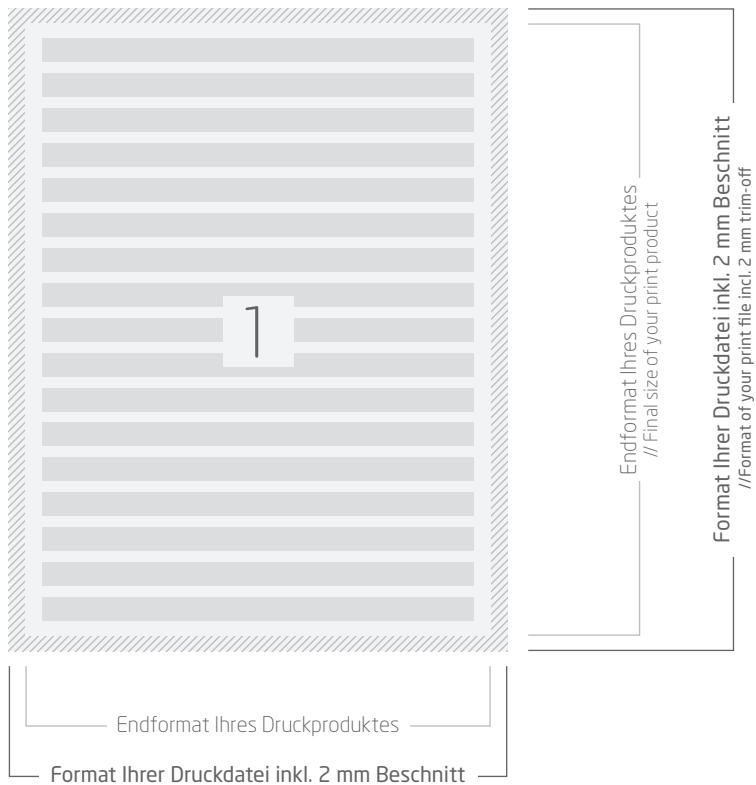 1
Endformat Ihres Druckproduktes
// Final size of your print product
Format Ihrer Druckdatei inkl. 2 mm Beschnitt
//Format of your print file incl. 2 mm trim-off
Endformat Ihres Druckproduktes
Format Ihrer Druckdatei inkl. 2 mm Beschnitt